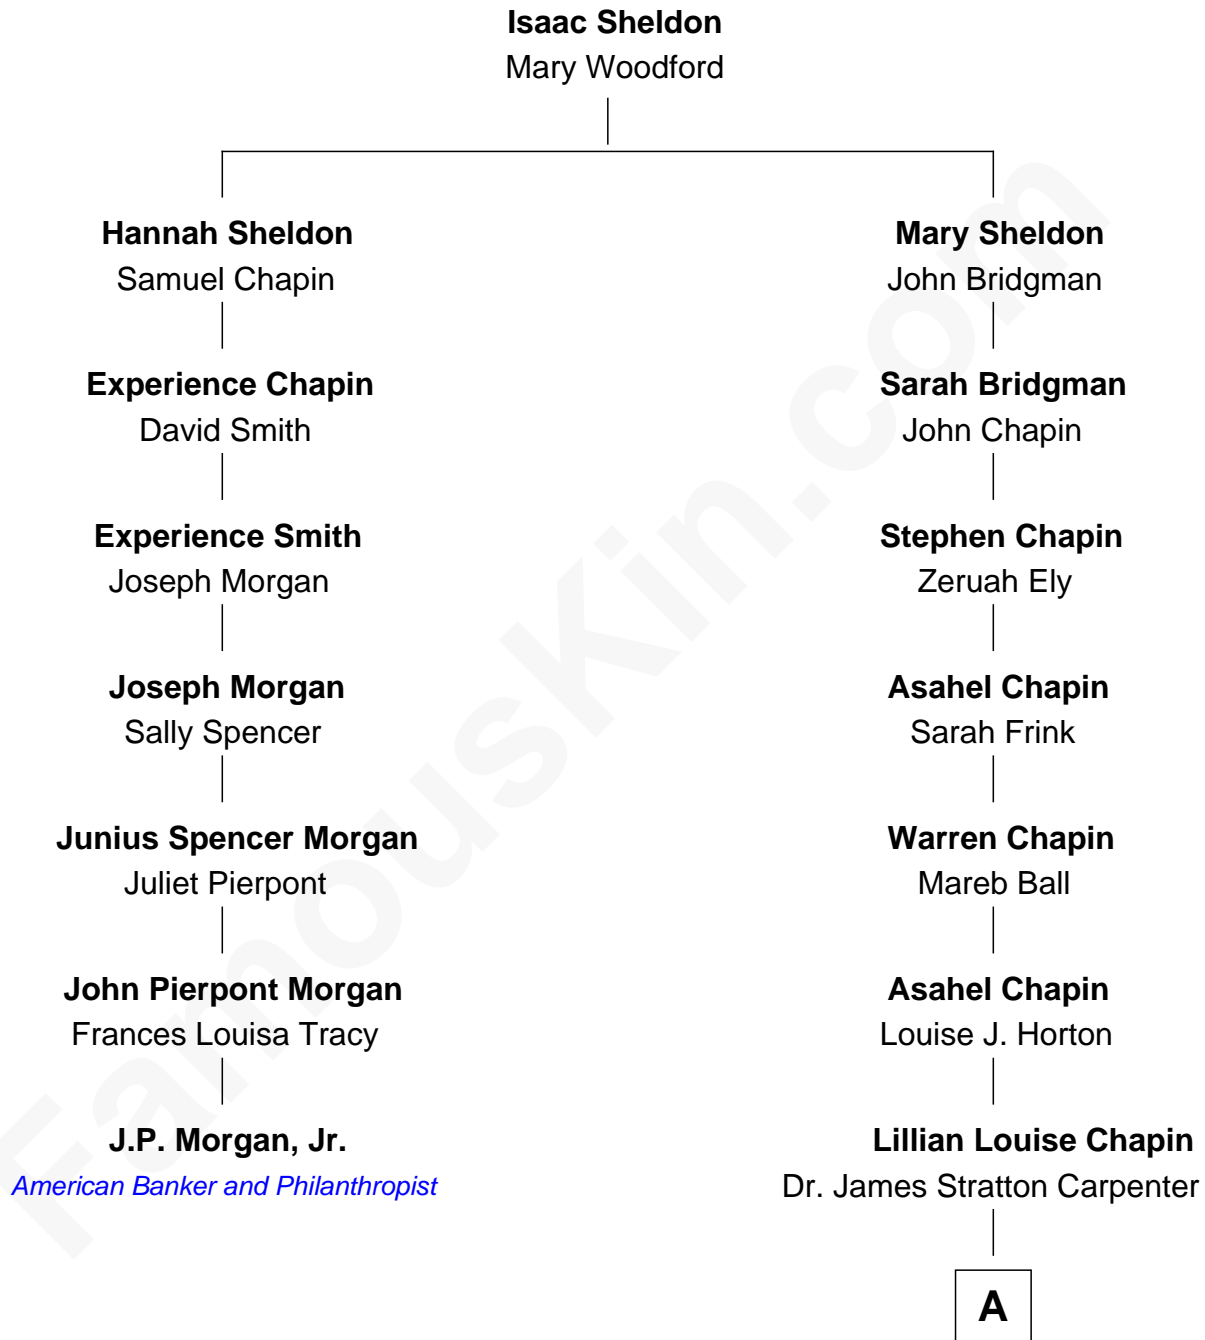 Isaac Sheldon
Mary Woodford
Hannah Sheldon
Samuel Chapin
Mary Sheldon
John Bridgman
Experience Chapin
David Smith
Sarah Bridgman
John Chapin
Experience Smith
Joseph Morgan
Stephen Chapin
Zeruah Ely
Joseph Morgan
Sally Spencer
Asahel Chapin
Sarah Frink
Junius Spencer Morgan
Juliet Pierpont
Warren Chapin
Mareb Ball
John Pierpont Morgan
Frances Louisa Tracy
Asahel Chapin
Louise J. Horton
J.P. Morgan, Jr.
American Banker and Philanthropist
Lillian Louise Chapin
Dr. James Stratton Carpenter
A
FamousKin.com